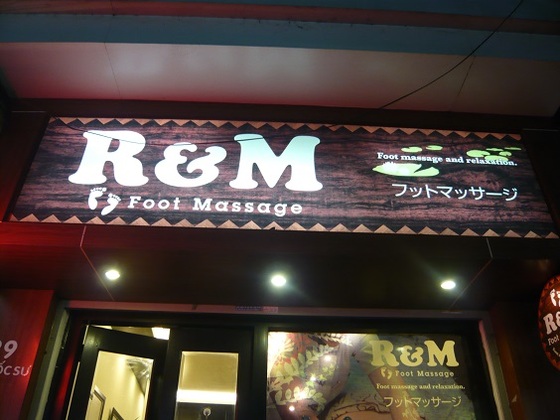 R&M
Foot Massage
Foot massage and relaxation.
フットマッサージ
R&M
Foot Massage
Foot massage and relaxation.
フットマッサージ